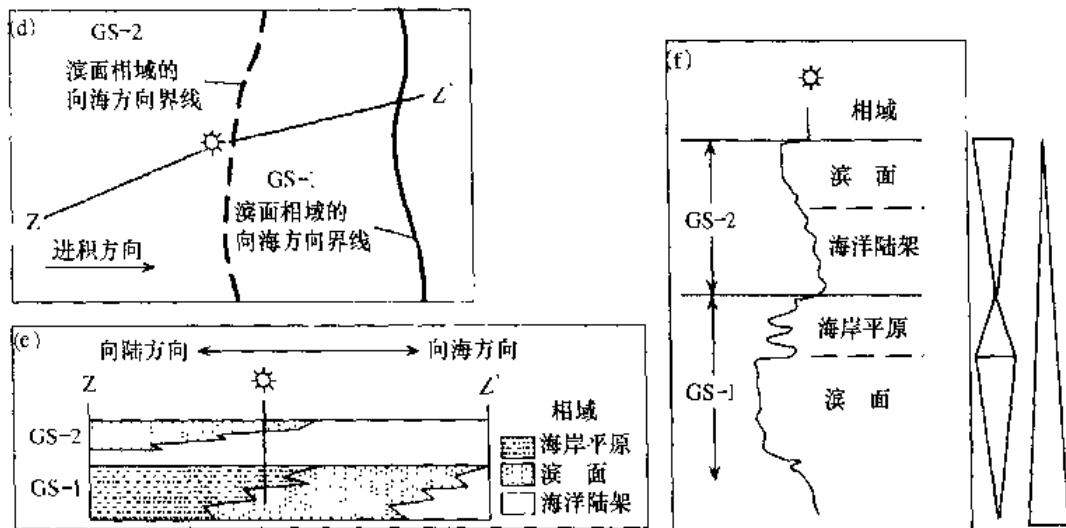 (d)
GS-2
滨面相域的
向海方向界线
Z'
GS-1
滨面相域的
向海方向界线
Z
进积方向
(e)
向陆方向
向海方向
Z
Z'
相域
GS-2
海岸平原
滨面
GS-1
海洋陆架
(f)
相域
滨面
GS-2
海洋陆架
海岸平原
GS-1
滨面